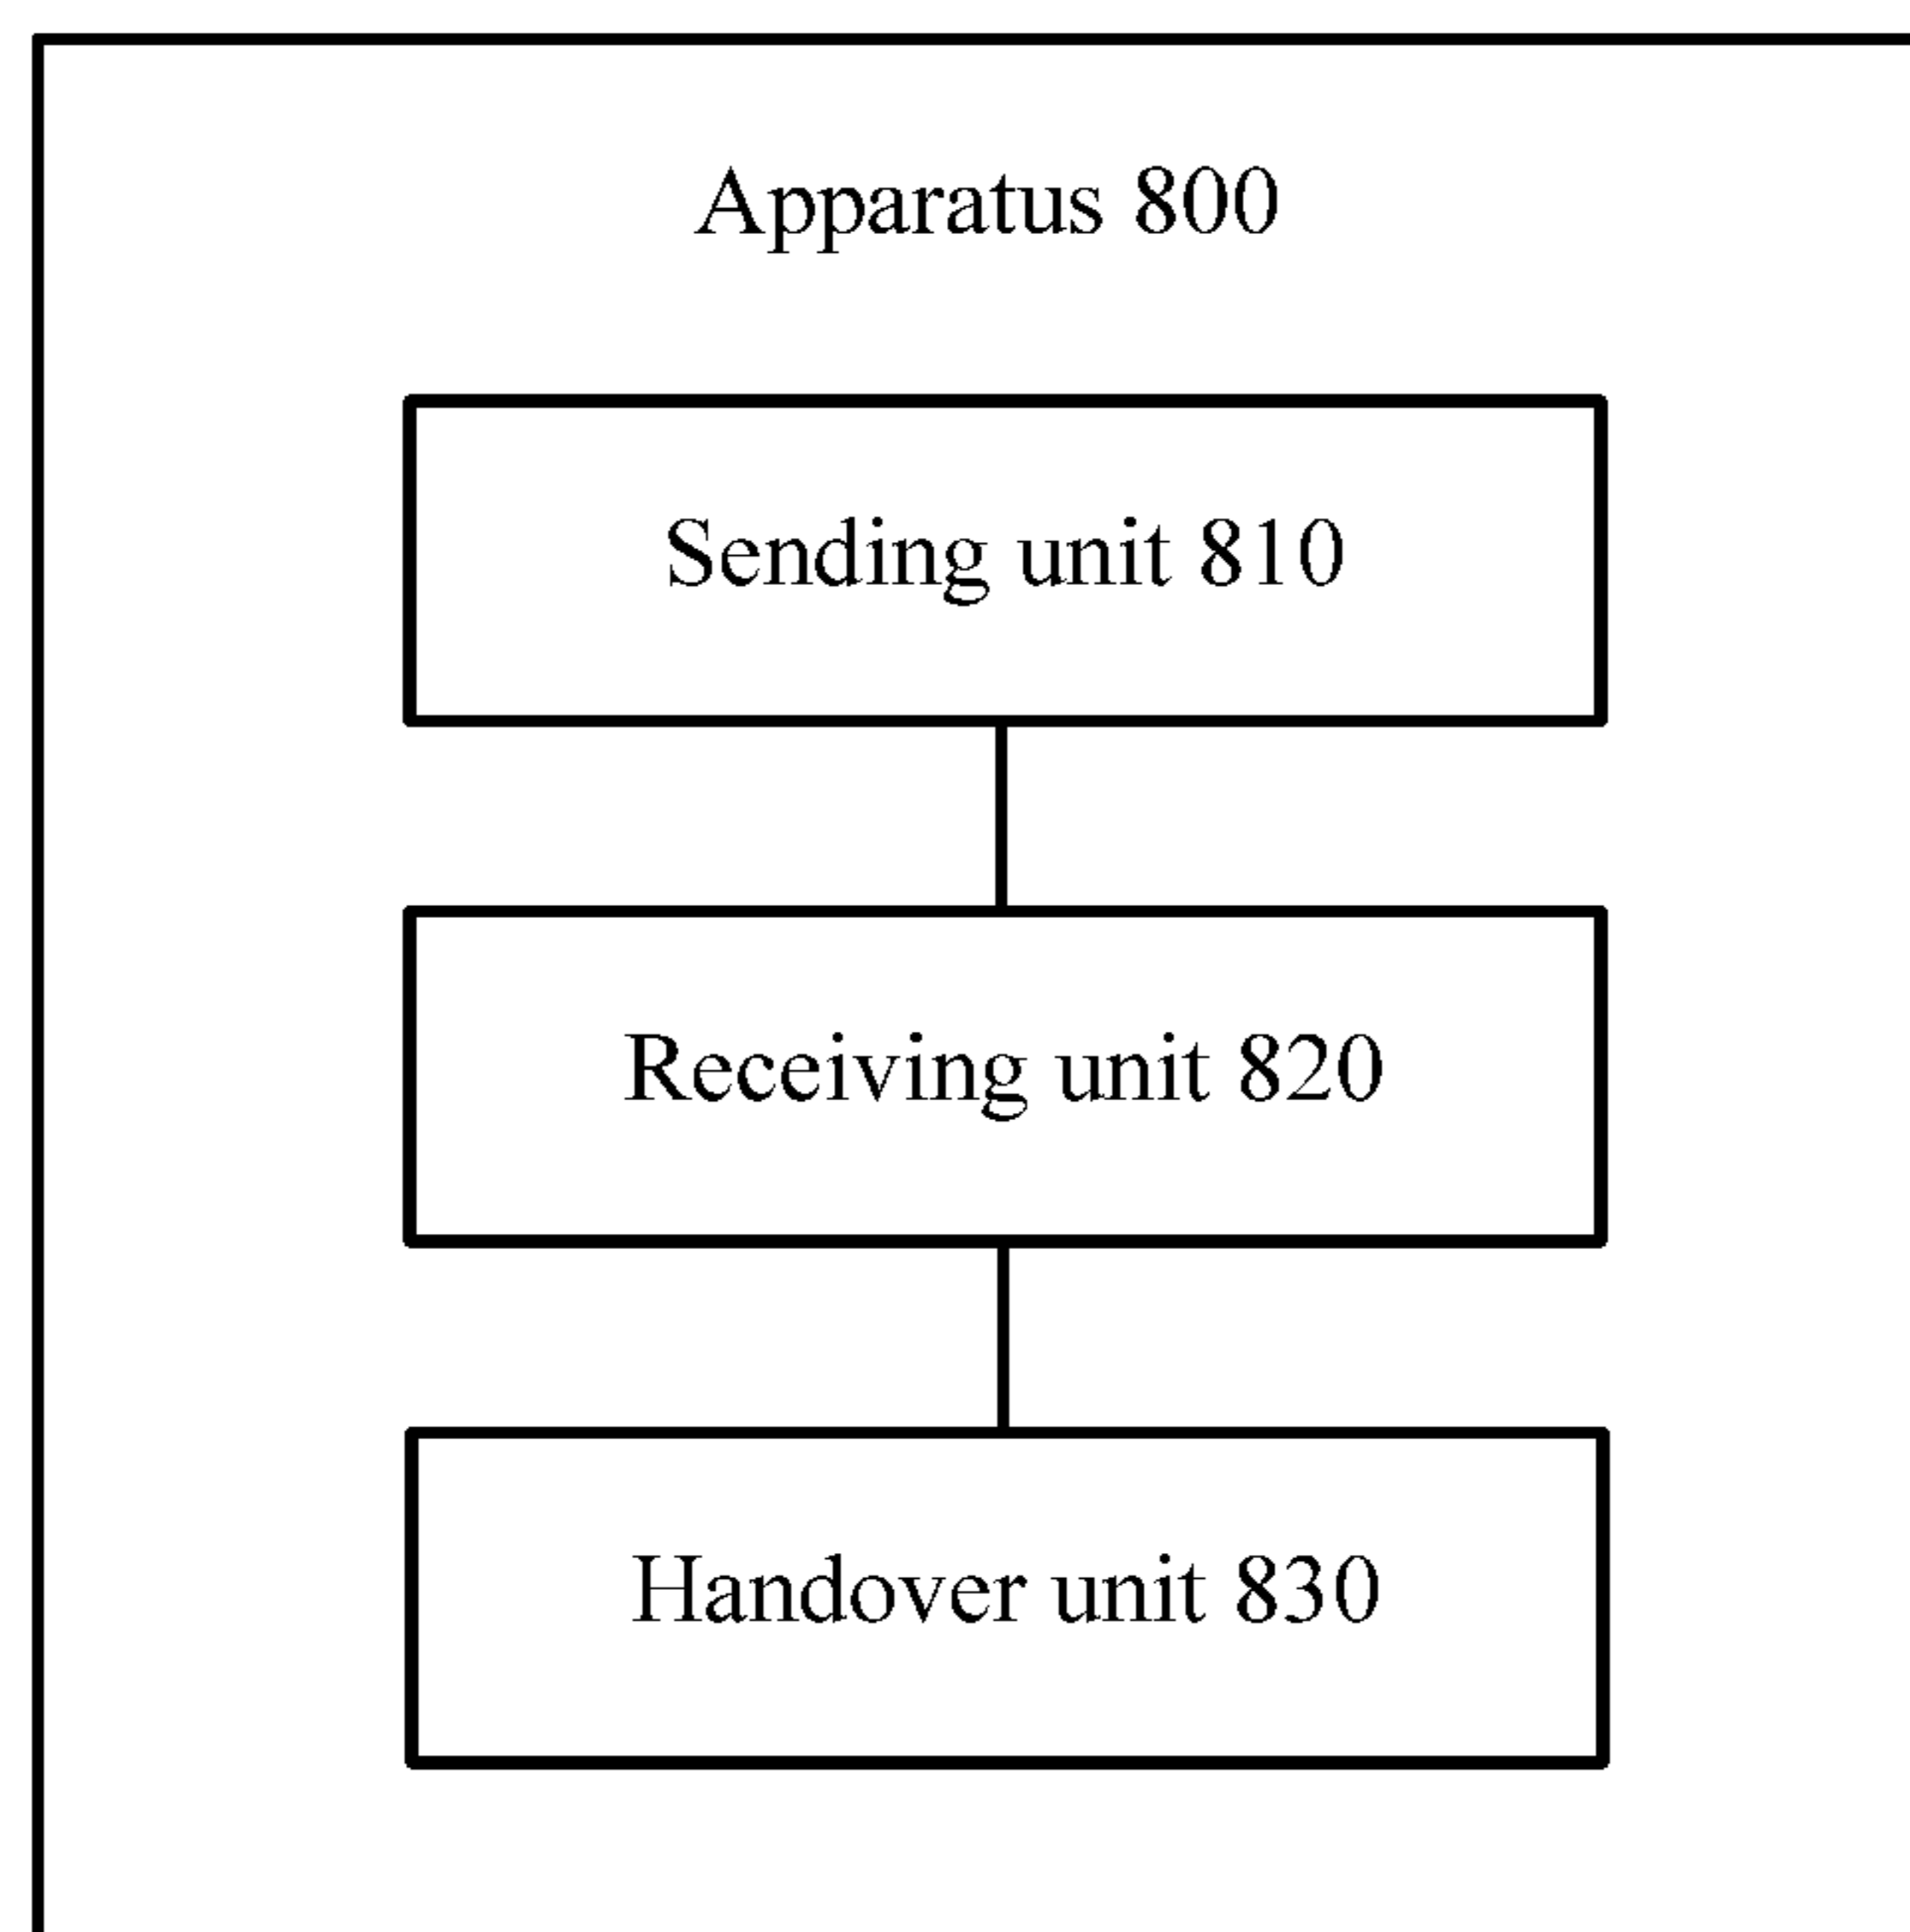 Apparatus 800
Sending unit 810
Receiving unit 820
Handover unit 830